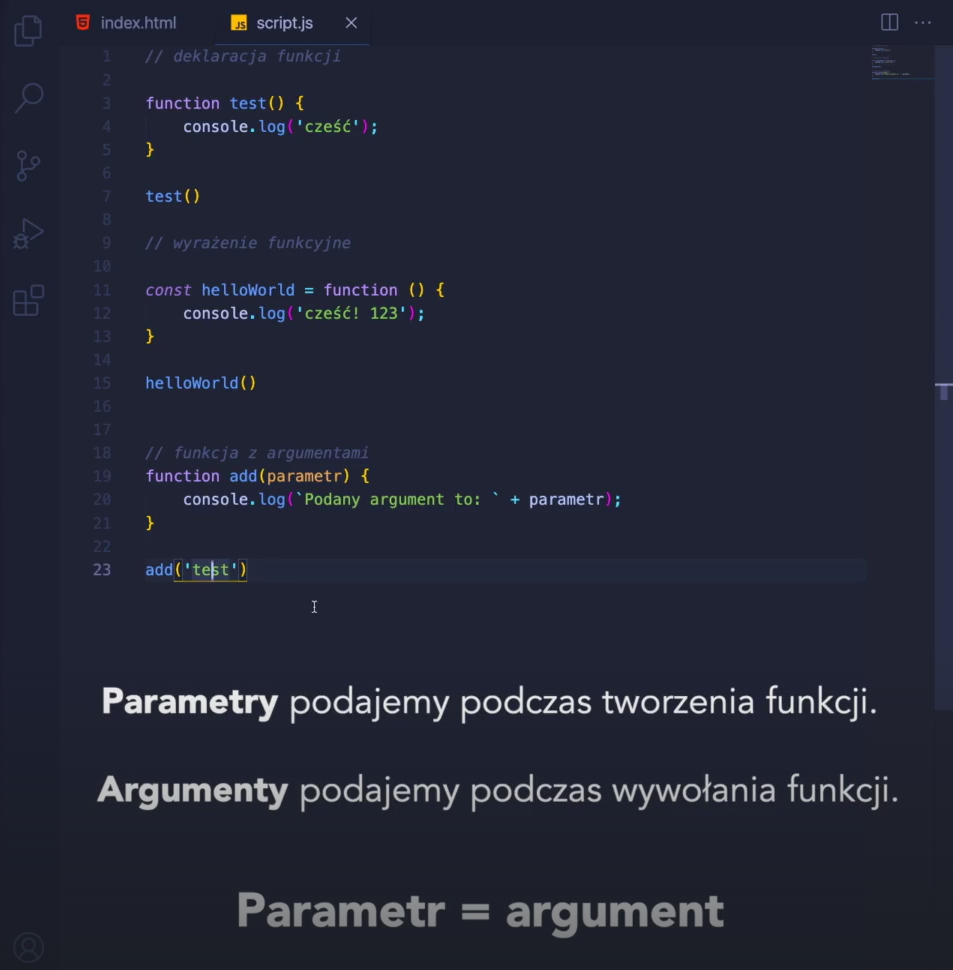 index.html
JS script.js
1 // deklaracja funkcji
2
3 function test() {
4 console.log('cześć');
5 }
6
7 test()
8
9 // wyrażenie funkcyjne
10
11 const helloWorld = function () {
12 console.log('cześć! 123');
13 }
14
15 helloWorld()
16
17
18 // funkcja z argumentami
19 function add(parametr) {
20 console.log(`Podany argument to: ` + parametr);
21 }
22
23 add('test')
Parametry podajemy podczas tworzenia funkcji.
Argumenty podajemy podczas wywołania funkcji.
Parametr = argument